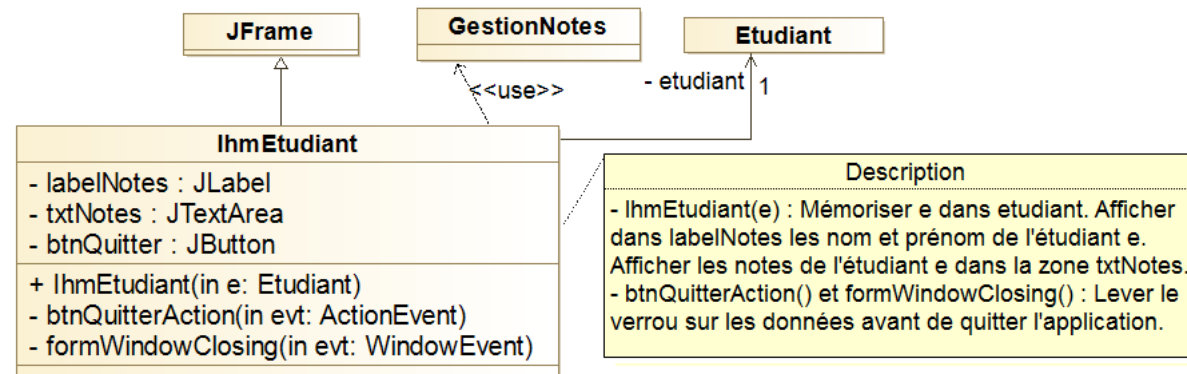 JFrame
GestionNotes
Etudiant
<<use>>
- etudiant
1
IhmEtudiant
- labelNotes : JLabel
- txtNotes : JTextArea
- btnQuitter : JButton
+ IhmEtudiant(in e: Etudiant)
- btnQuitterAction(in evt: ActionEvent)
- formWindowClosing(in evt: WindowEvent)
Description
- IhmEtudiant(e) : Mémoriser e dans etudiant. Afficher
dans labelNotes les nom et prénom de l'étudiant e.
Afficher les notes de l'étudiant e dans la zone txtNotes.
- btnQuitterAction() et formWindowClosing() : Lever le
verrou sur les données avant de quitter l'application.